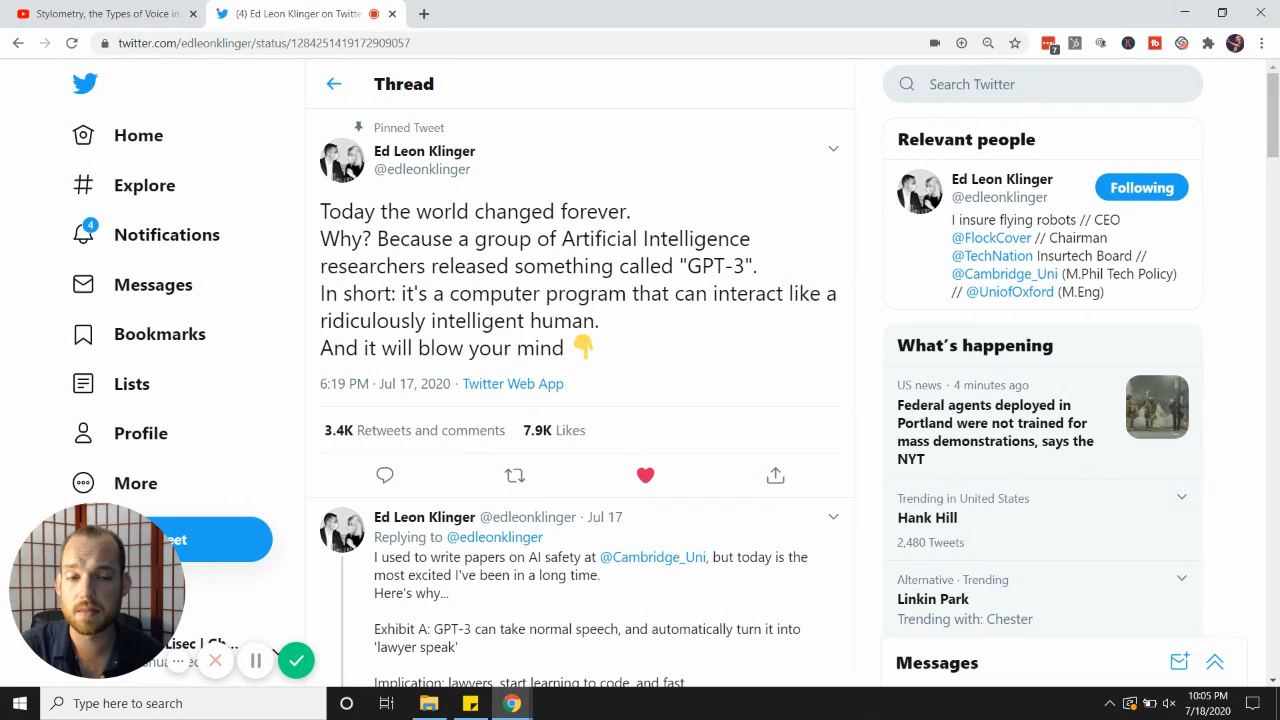 Stylometry, the Types of Voice in
(4) Ed Leon Klinger on Twitte
twitter.com/edleonklinger/status/1284251419172909057
7
Thread
Search Twitter
Home
Explore
4
Notifications
Messages
Bookmarks
Lists
Profile
More
eet
Lisec | Ch...
Pinned Tweet
Ed Leon Klinger
@edleonklinger
Today the world changed forever.
Why? Because a group of Artificial Intelligence
researchers released something called "GPT-3".
In short: it's a computer program that can interact like a
ridiculously intelligent human.
And it will blow your mind 👇
6:19 PM · Jul 17, 2020 · Twitter Web App
3.4K Retweets and comments 7.9K Likes
Ed Leon Klinger @edleonklinger · Jul 17
Replying to @edleonklinger
I used to write papers on AI safety at @Cambridge_Uni, but today is the
most excited I've been in a long time.
Here's why...
Exhibit A: GPT-3 can take normal speech, and automatically turn it into
'lawyer speak'
Implication: lawyers, start learning to code, and fast
Relevant people
Ed Leon Klinger
@edleonklinger
Following
I insure flying robots // CEO
@FlockCover // Chairman
@TechNation Insurtech Board //
@Cambridge_Uni (M.Phil Tech Policy)
// @UniofOxford (M.Eng)
What's happening
US news · 4 minutes ago
Federal agents deployed in
Portland were not trained for
mass demonstrations, says the
NYT
Trending in United States
Hank Hill
2,480 Tweets
Alternative · Trending
Linkin Park
Trending with: Chester
Messages
Type here to search
10:05 PM
7/18/2020